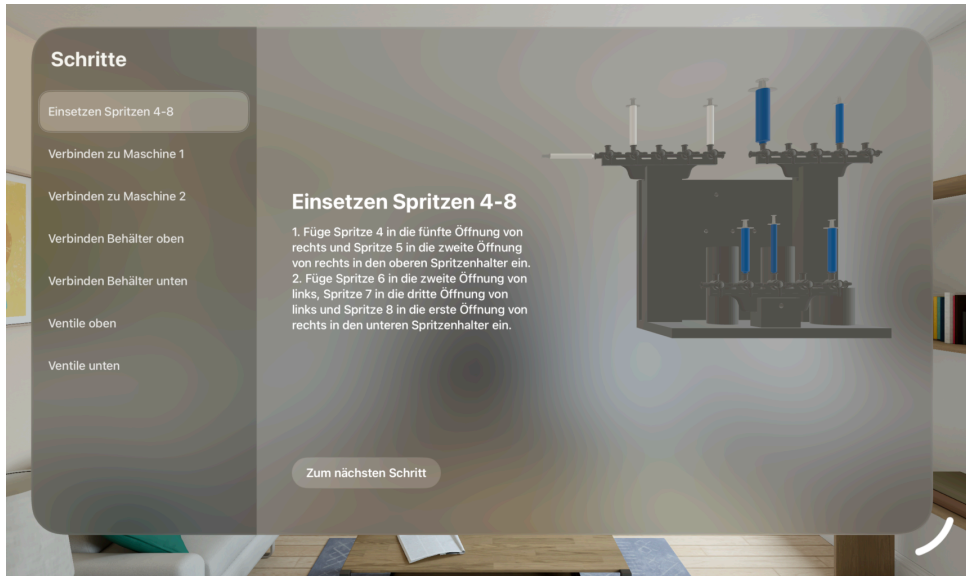 Schritte
Einsetzen Spritzen 4-8
Verbinden zu Maschine 1
Verbinden zu Maschine 2
Verbinden Behälter oben
Verbinden Behälter unten
Ventile oben
Ventile unten
Einsetzen Spritzen 4-8
1. Füge Spritze 4 in die fünfte Öffnung von
rechts und Spritze 5 in die zweite Öffnung
von rechts in den oberen Spritzenhalter ein.
2. Füge Spritze 6 in die zweite Öffnung von
links, Spritze 7 in die dritte Öffnung von
links und Spritze 8 in die erste Öffnung von
rechts in den unteren Spritzenhalter ein.
Zum nächsten Schritt